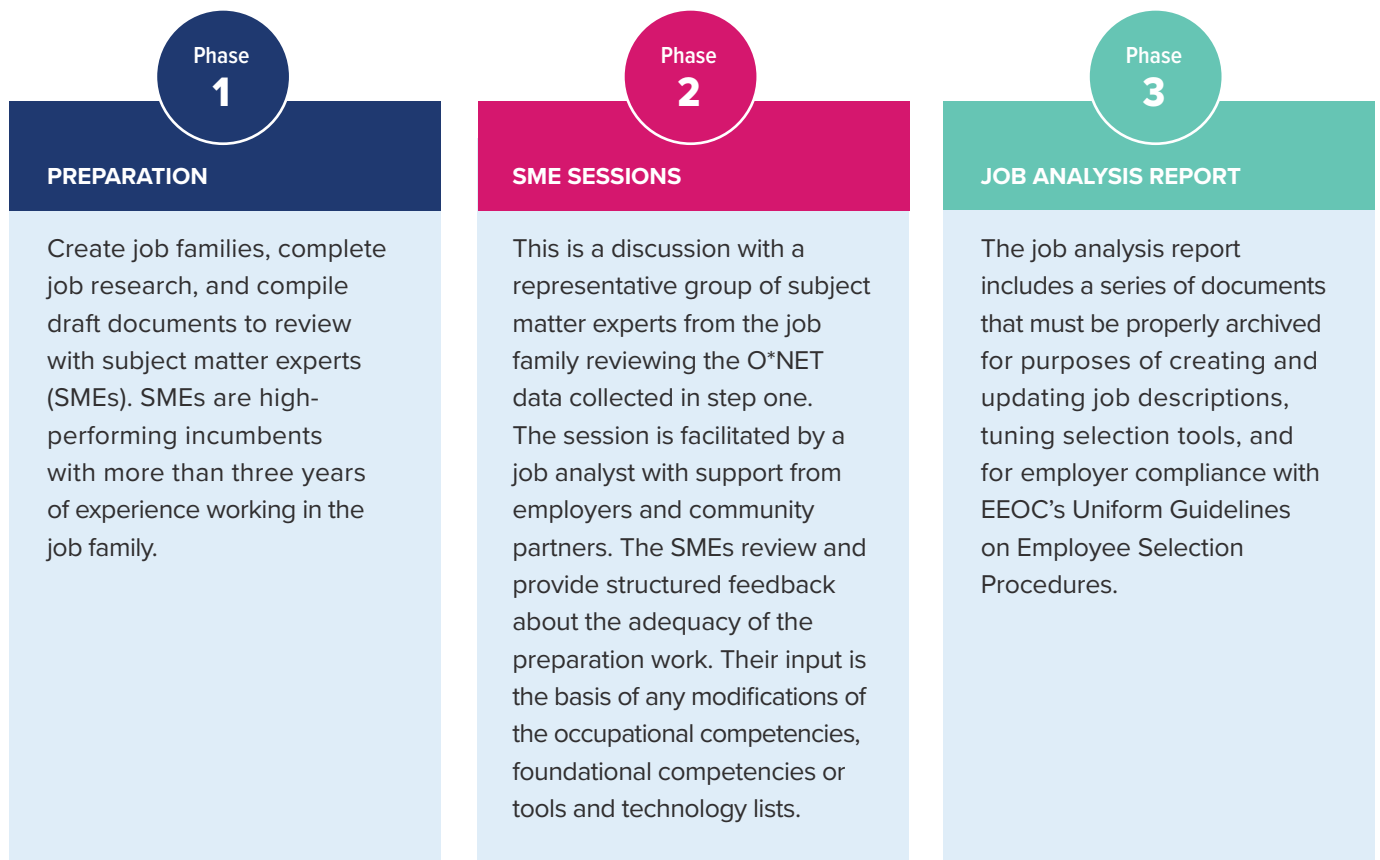 Phase
1
PREPARATION
Create job families, complete
job research, and compile
draft documents to review
with subject matter experts
(SMEs). SMEs are high-
performing incumbents
with more than three years
of experience working in the
job family.
Phase
2
SME SESSIONS
This is a discussion with a
representative group of subject
matter experts from the job
family reviewing the O*NET
data collected in step one.
The session is facilitated by a
job analyst with support from
employers and community
partners. The SMEs review and
provide structured feedback
about the adequacy of the
preparation work. Their input is
the basis of any modifications of
the occupational competencies,
foundational competencies or
tools and technology lists.
Phase
3
JOB ANALYSIS REPORT
The job analysis report
includes a series of documents
that must be properly archived
for purposes of creating and
updating job descriptions,
tuning selection tools, and
for employer compliance with
EEOC’s Uniform Guidelines
on Employee Selection
Procedures.